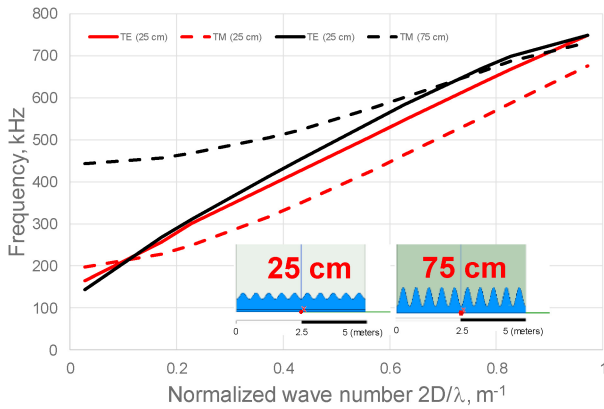 800
TE (25 cm) TM (25 cm) TE (25 cm) TM (75 cm)
700
600
500
400
300
200
100
0
Frequency, kHz
25 cm 75 cm
0 2.5 5 (meters) 0 2.5 5 (meters)
0 0.2 0.4 0.6 0.8 1
Normalized wave number 2D/λ, m⁻¹